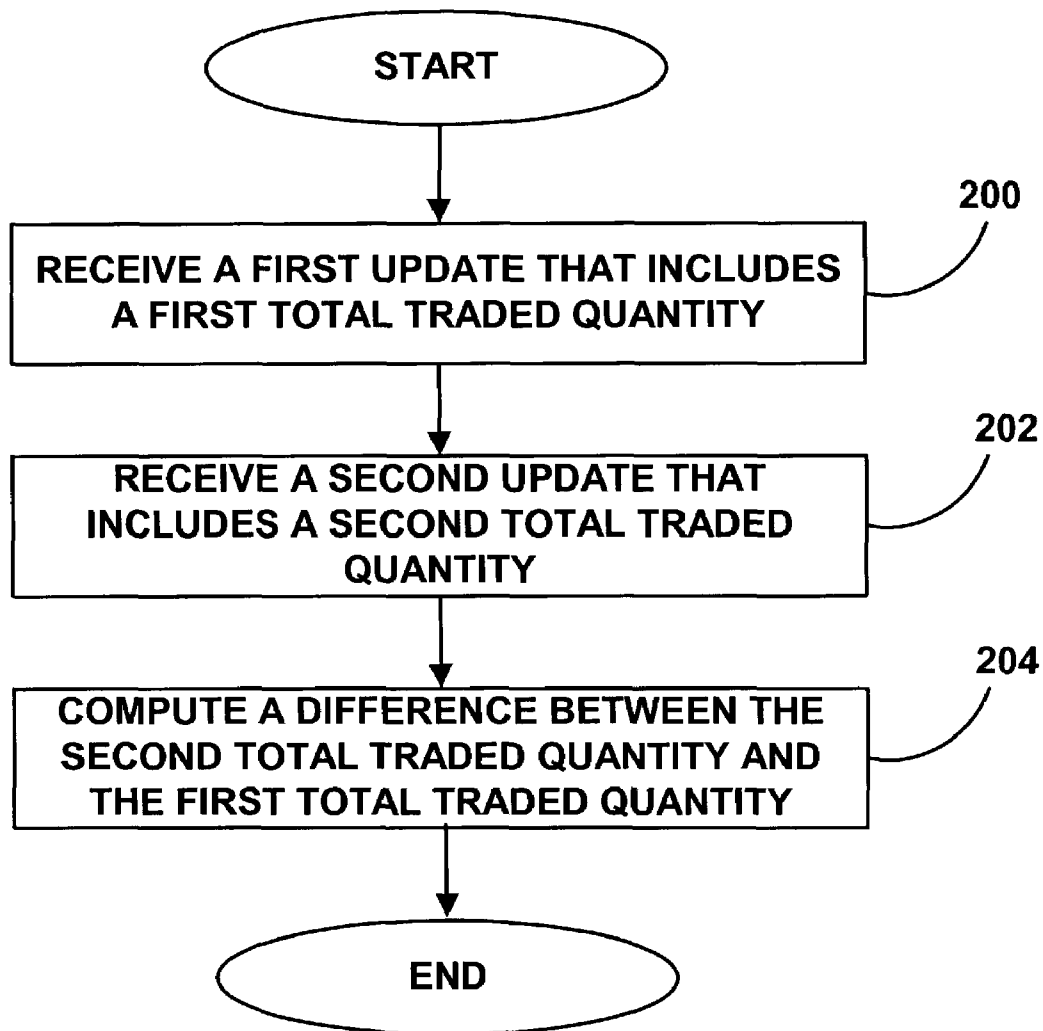 START
200
RECEIVE A FIRST UPDATE THAT INCLUDES
A FIRST TOTAL TRADED QUANTITY
202
RECEIVE A SECOND UPDATE THAT
INCLUDES A SECOND TOTAL TRADED
QUANTITY
204
COMPUTE A DIFFERENCE BETWEEN THE
SECOND TOTAL TRADED QUANTITY AND
THE FIRST TOTAL TRADED QUANTITY
END